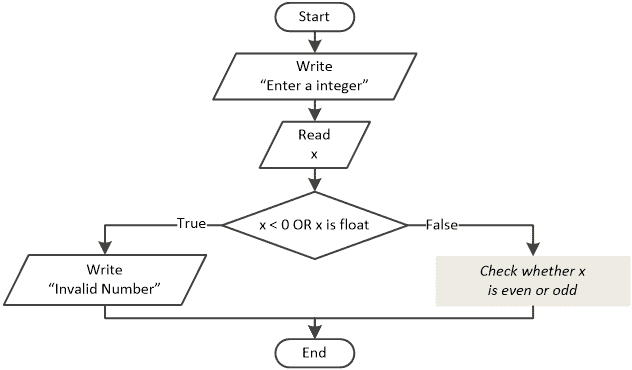 Start
Write
“Enter a integer”
Read
x
x < 0 OR x is float
True
False
Write
“Invalid Number”
Check whether x
is even or odd
End